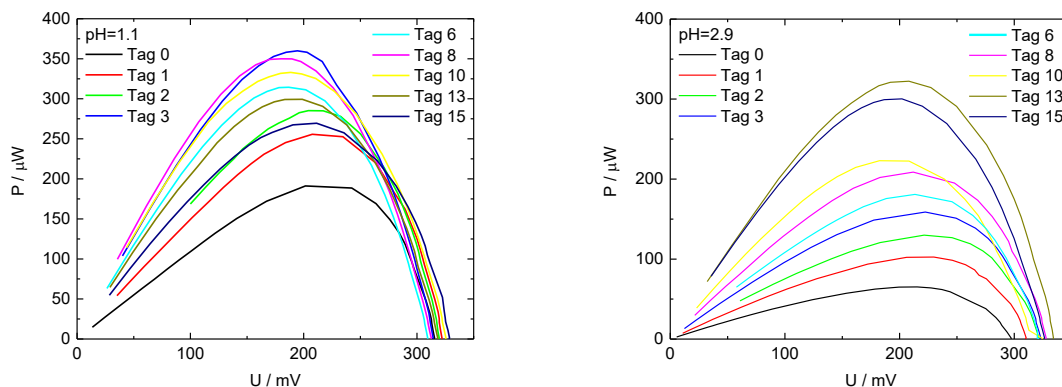 pH=1.1
Tag 0
Tag 1
Tag 2
Tag 3
Tag 6
Tag 8
Tag 10
Tag 13
Tag 15
400
350
300
250
200
150
100
50
0
P / μW
0 100 200 300
U / mV
pH=2.9
Tag 0
Tag 1
Tag 2
Tag 3
Tag 6
Tag 8
Tag 10
Tag 13
Tag 15
400
300
200
100
0
P / μW
0 100 200 300
U / mV